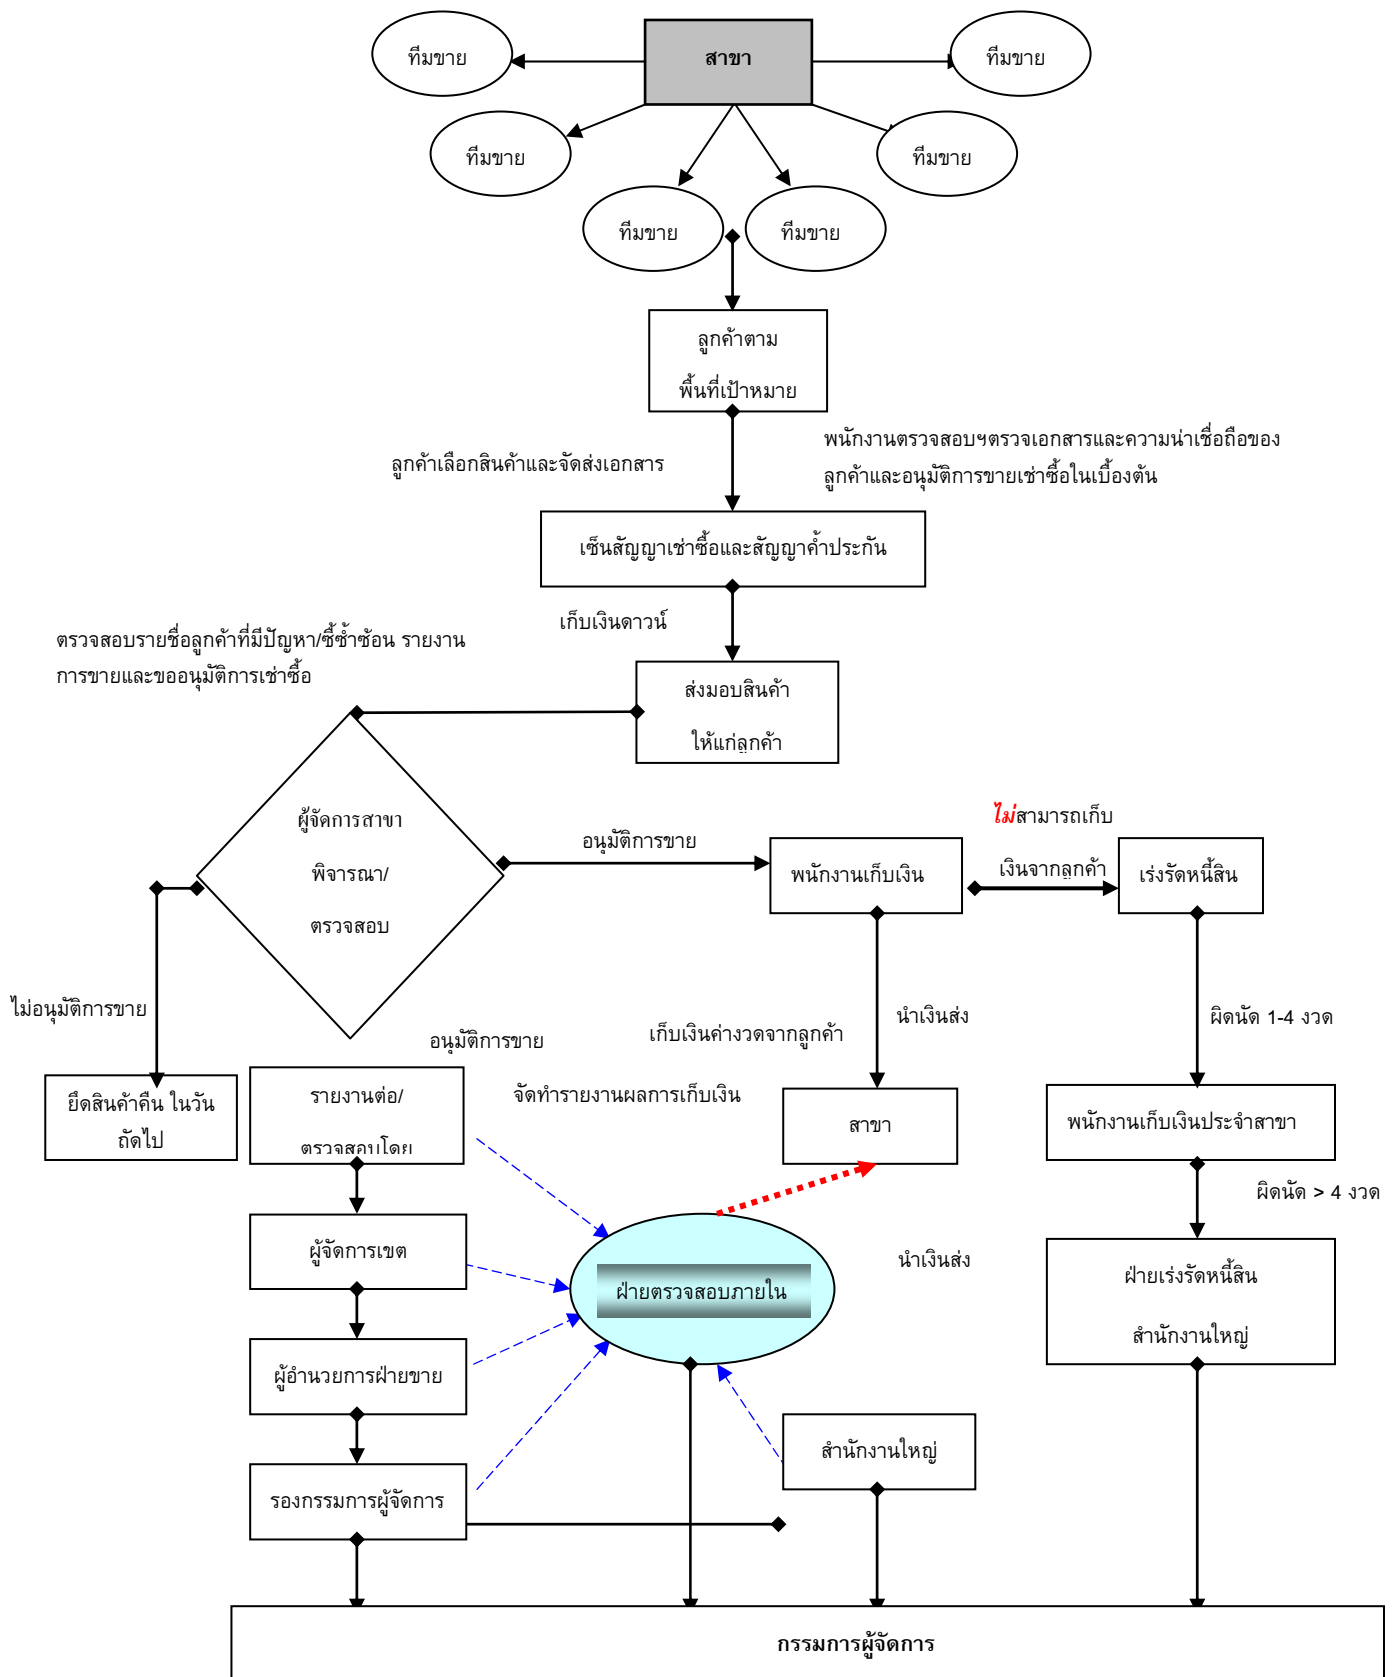 สาขา
ทีมขาย
ทีมขาย
ทีมขาย
ทีมขาย
ทีมขาย
ทีมขาย
ลูกค้าตาม
พื้นที่เป้าหมาย
ลูกค้าเลือกสินค้าและจัดส่งเอกสาร
พนักงานตรวจสอบฯตรวจเอกสารและความน่าเชื่อถือของ
ลูกค้าและอนุมัติการขายเช่าซื้อในเบื้องต้น
เซ็นสัญญาเช่าซื้อและสัญญาค้ำประกัน
เก็บเงินดาวน์
ตรวจสอบรายชื่อลูกค้าที่มีปัญหา/ซื้ซ้ำซ้อน รายงาน
การขายและขออนุมัติการเช่าซื้อ
ส่งมอบสินค้า
ให้แก่ลูกค้า
ผู้จัดการสาขา
พิจารณา/
ตรวจสอบ
อนุมัติการขาย
พนักงานเก็บเงิน
ไม่สามารถเก็บ
เงินจากลูกค้า
เร่งรัดหนี้สิน
ไม่อนุมัติการขาย
ยึดสินค้าคืน ในวัน
ถัดไป
อนุมัติการขาย
เก็บเงินค่างวดจากลูกค้า
นำเงินส่ง
ผิดนัด 1-4 งวด
รายงานต่อ/
ตรวจสอบโดย
จัดทำรายงานผลการเก็บเงิน
สาขา
พนักงานเก็บเงินประจำสาขา
ผิดนัด > 4 งวด
ผู้จัดการเขต
ฝ่ายตรวจสอบภายใน
นำเงินส่ง
ฝ่ายเร่งรัดหนี้สิน
สำนักงานใหญ่
ผู้อำนวยการฝ่ายขาย
สำนักงานใหญ่
รองกรรมการผู้จัดการ
กรรมการผู้จัดการ